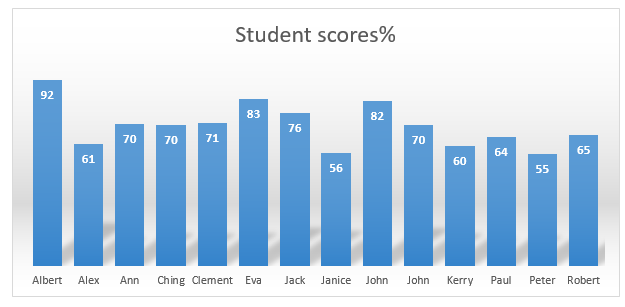 Student scores%
92 61 70 70 71 83 76 56 82 70 60 64 55 65
Albert Alex Ann Ching Clement Eva Jack Janice John John Kerry Paul Peter Robert